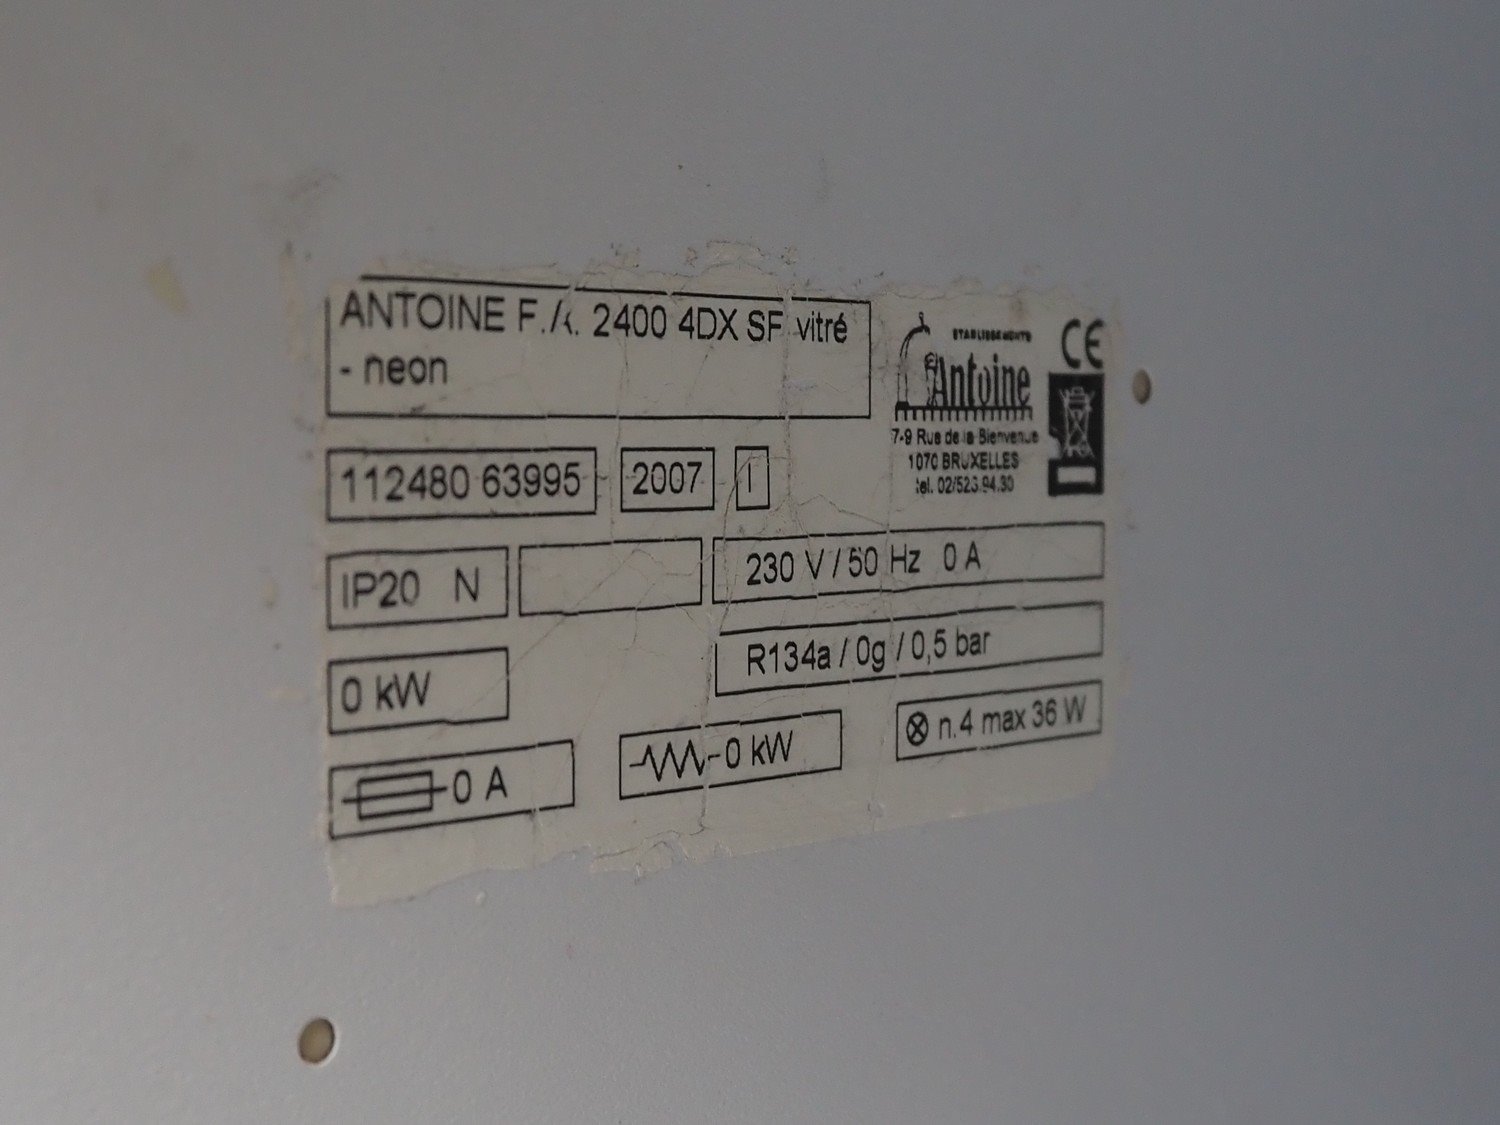 ANTOINE F.A. 2400 4DX SF vitré
- neon
ETABLISSEMENTS
Antoine
CE
7-9 Rue de la Bienvenue
1070 BRUXELLES
tel. 02/523.94.30
112480 63995
2007
I
IP20 N
230 V / 50 Hz 0 A
0 kW
R134a / 0g / 0,5 bar
0 A
0 kW
n.4 max 36 W